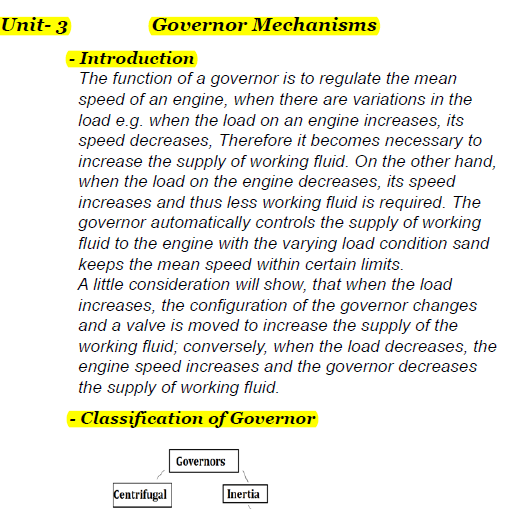 Unit- 3 Governor Mechanisms
- Introduction
The function of a governor is to regulate the mean
speed of an engine, when there are variations in the
load e.g. when the load on an engine increases, its
speed decreases, Therefore it becomes necessary to
increase the supply of working fluid. On the other hand,
when the load on the engine decreases, its speed
increases and thus less working fluid is required. The
governor automatically controls the supply of working
fluid to the engine with the varying load condition sand
keeps the mean speed within certain limits.
A little consideration will show, that when the load
increases, the configuration of the governor changes
and a valve is moved to increase the supply of the
working fluid; conversely, when the load decreases, the
engine speed increases and the governor decreases
the supply of working fluid.
- Classification of Governor
Governors
Centrifugal Inertia